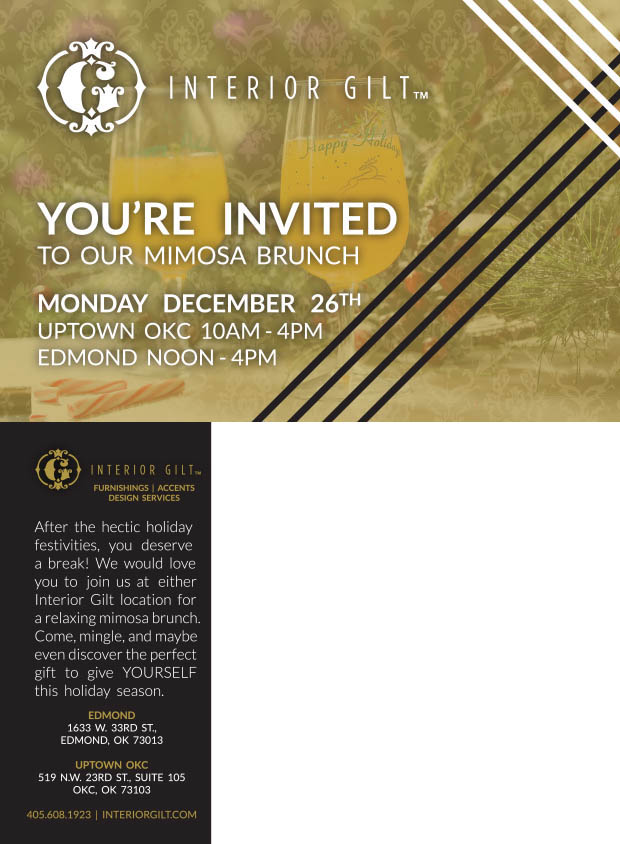 G INTERIOR GILT™
Happy Holidays
YOU'RE INVITED
TO OUR MIMOSA BRUNCH
MONDAY DECEMBER 26TH
UPTOWN OKC 10AM - 4PM
EDMOND NOON - 4PM
G INTERIOR GILT™
FURNISHINGS | ACCENTS
DESIGN SERVICES
After the hectic holiday
festivities, you deserve
a break! We would love
you to join us at either
Interior Gilt location for
a relaxing mimosa brunch.
Come, mingle, and maybe
even discover the perfect
gift to give YOURSELF
this holiday season.
EDMOND
1633 W. 33RD ST.,
EDMOND, OK 73013
UPTOWN OKC
519 N.W. 23RD ST., SUITE 105
OKC, OK 73103
405.608.1923 | INTERIORGILT.COM